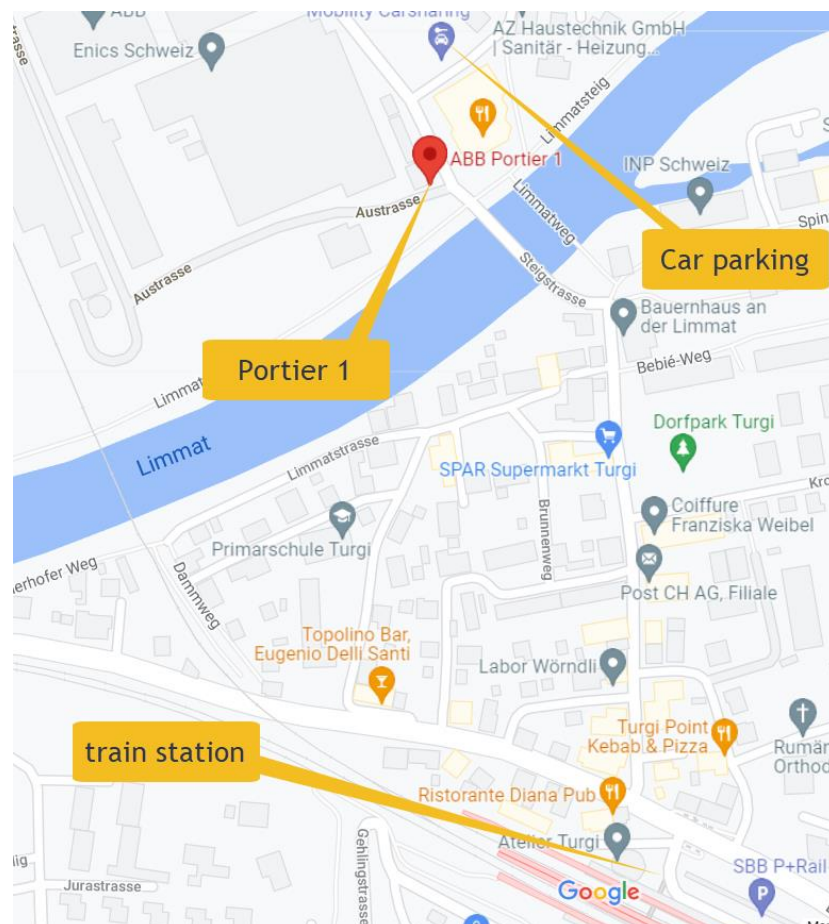 ABB
Mobility Carsharing
AZ Haustechnik GmbH
| Sanitär - Heizung...
Enics Schweiz
Limmatsteig
ABB Portier 1
INP Schweiz
Austrasse
Limmatweg
Spin
Car parking
Austrasse
Steigstrasse
Bauernhaus an
der Limmat
Portier 1
Bebié-Weg
Limmat
Limmat
Dorfpark Turgi
Limmatstrasse
SPAR Supermarkt Turgi
Kro
Coiffure
Franziska Weibel
Brunnenweg
Primarschule Turgi
erhofer Weg
Dammweg
Post CH AG, Filiale
Topolino Bar,
Eugenio Delli Santi
Labor Wörndli
train station
Turgi Point
Kebab & Pizza
Rumän
Orthod
Ristorante Diana Pub
Atelier Turgi
Gehlingstrasse
SBB P+Rail
P
ig
Jurastrasse
Google